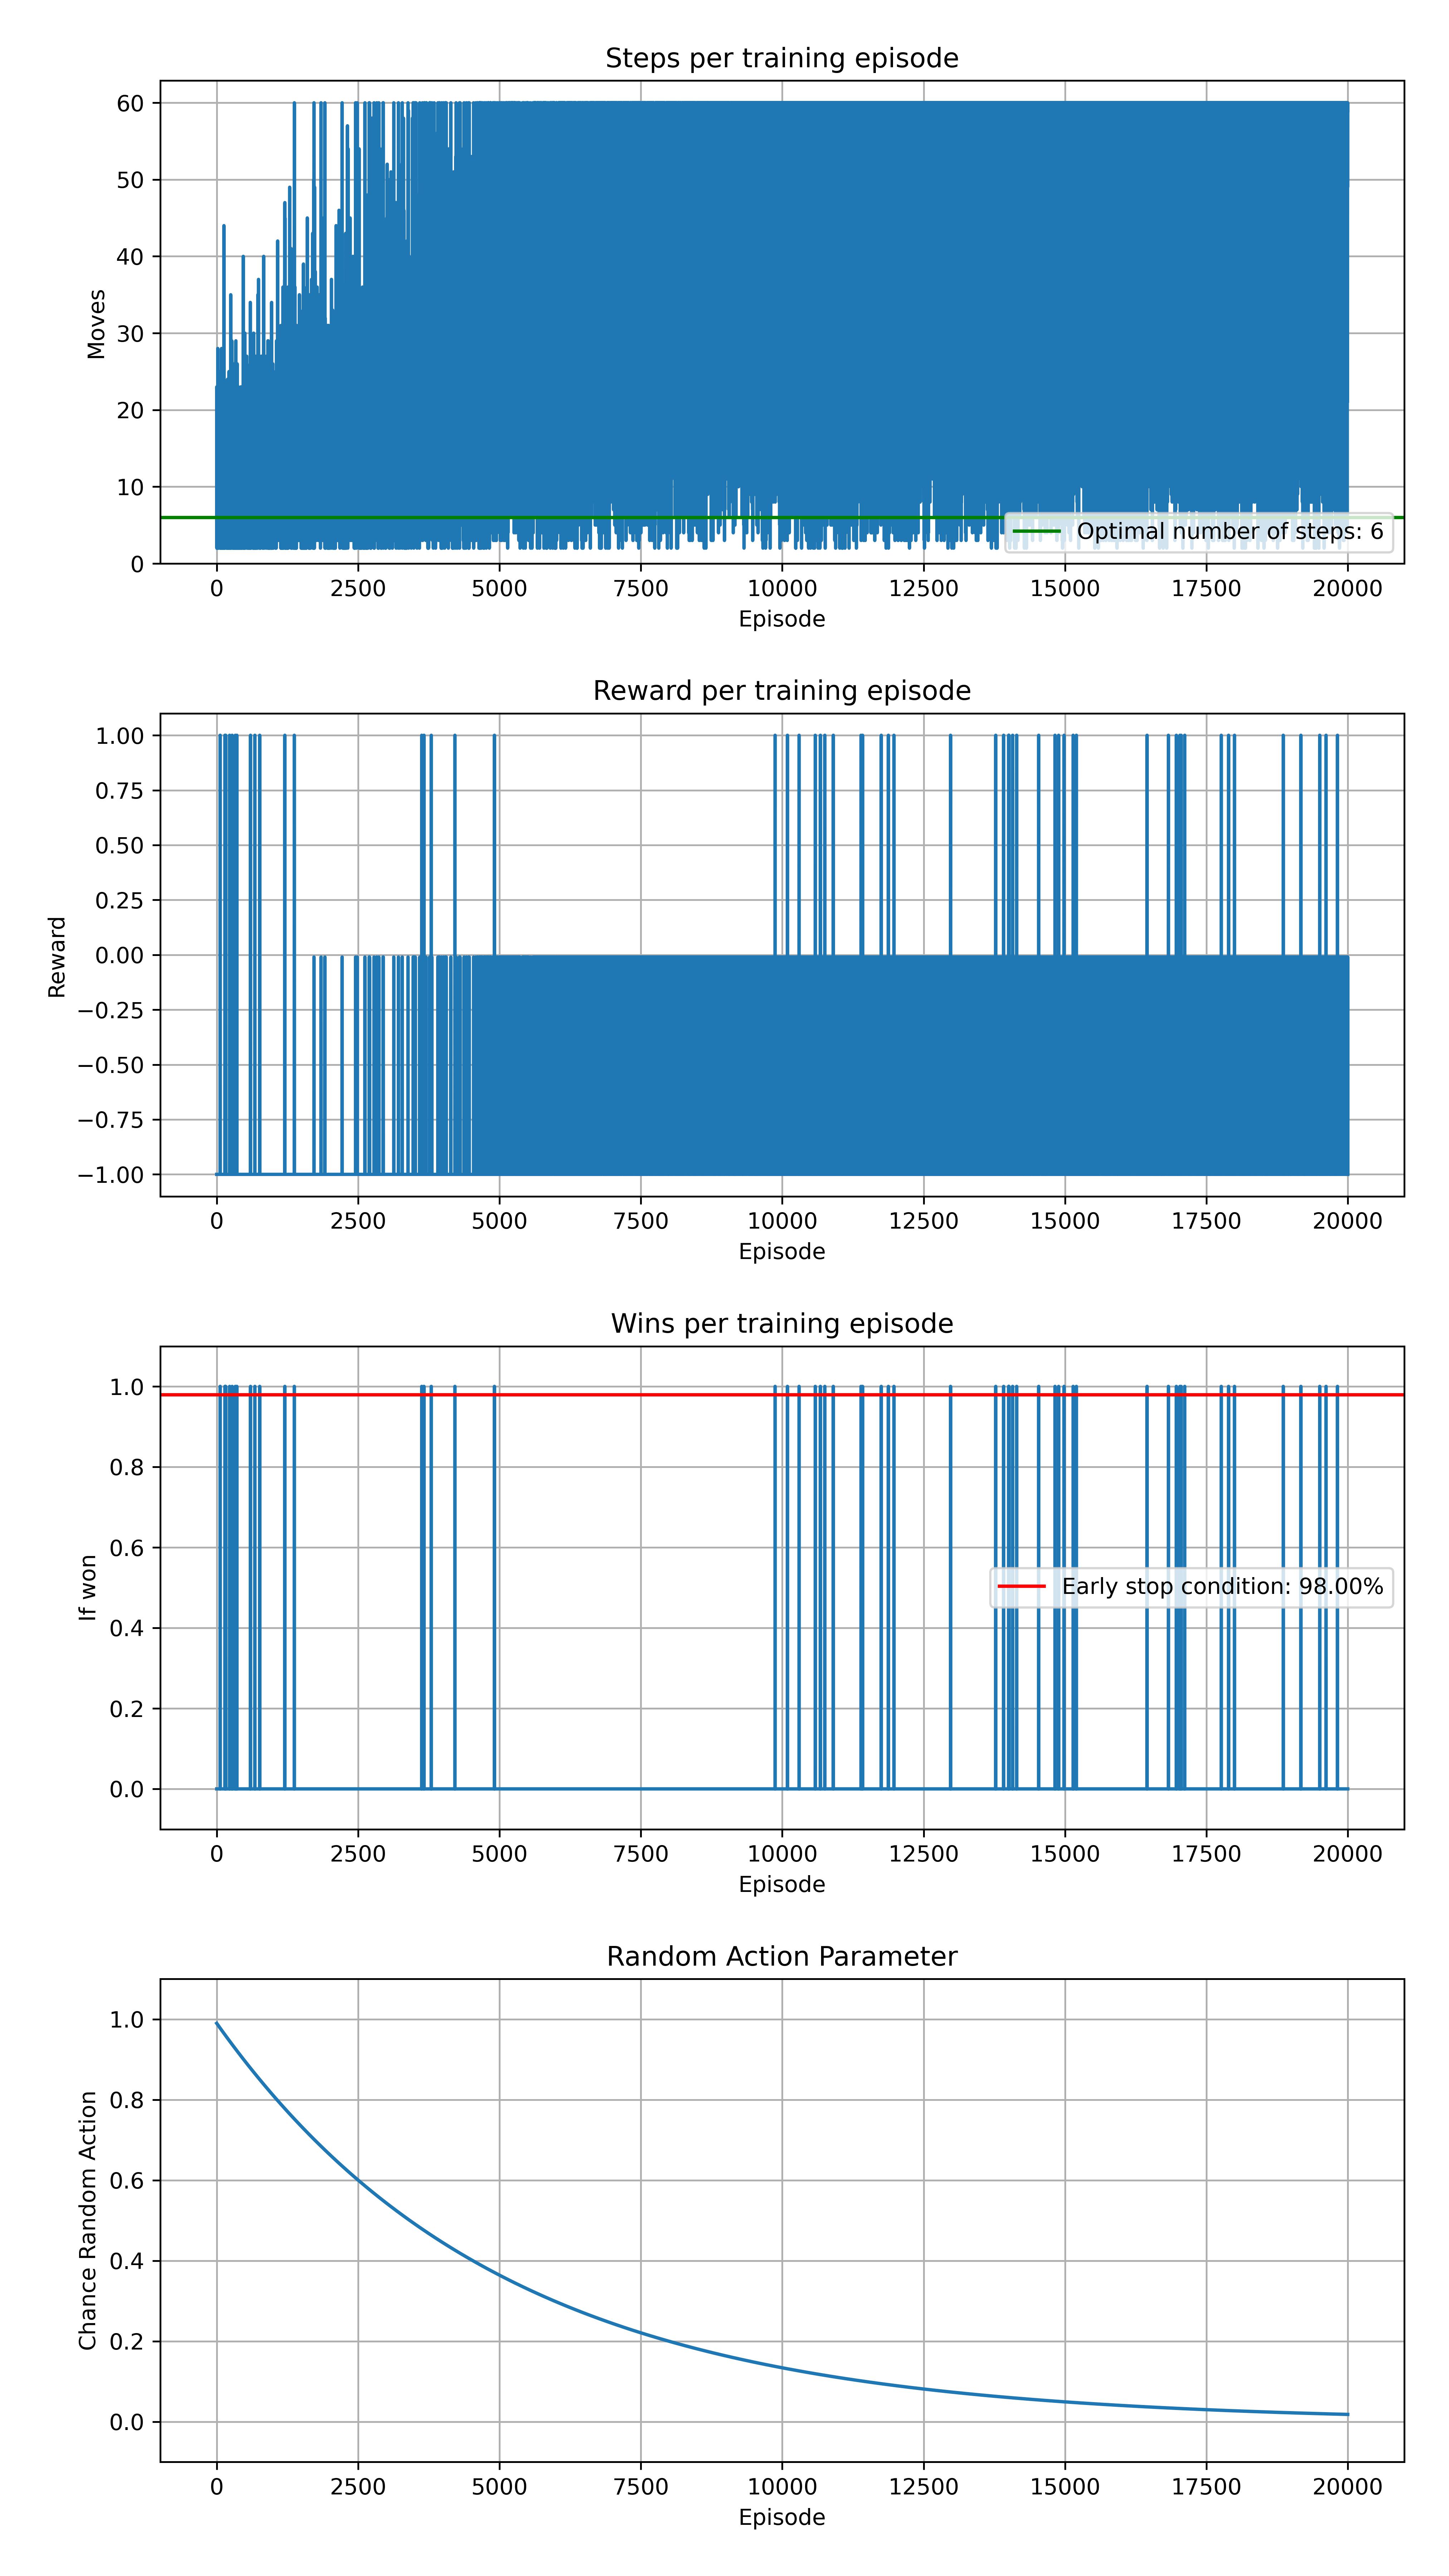 Steps per training episode
60
50
40
30
20
10
0
Moves
Optimal number of steps: 6
0 2500 5000 7500 10000 12500 15000 17500 20000
Episode
Reward per training episode
1.00
0.75
0.50
0.25
0.00
−0.25
−0.50
−0.75
−1.00
Reward
0 2500 5000 7500 10000 12500 15000 17500 20000
Episode
Wins per training episode
1.0
0.8
0.6
0.4
0.2
0.0
If won
Early stop condition: 98.00%
0 2500 5000 7500 10000 12500 15000 17500 20000
Episode
Random Action Parameter
1.0
0.8
0.6
0.4
0.2
0.0
Chance Random Action
0 2500 5000 7500 10000 12500 15000 17500 20000
Episode